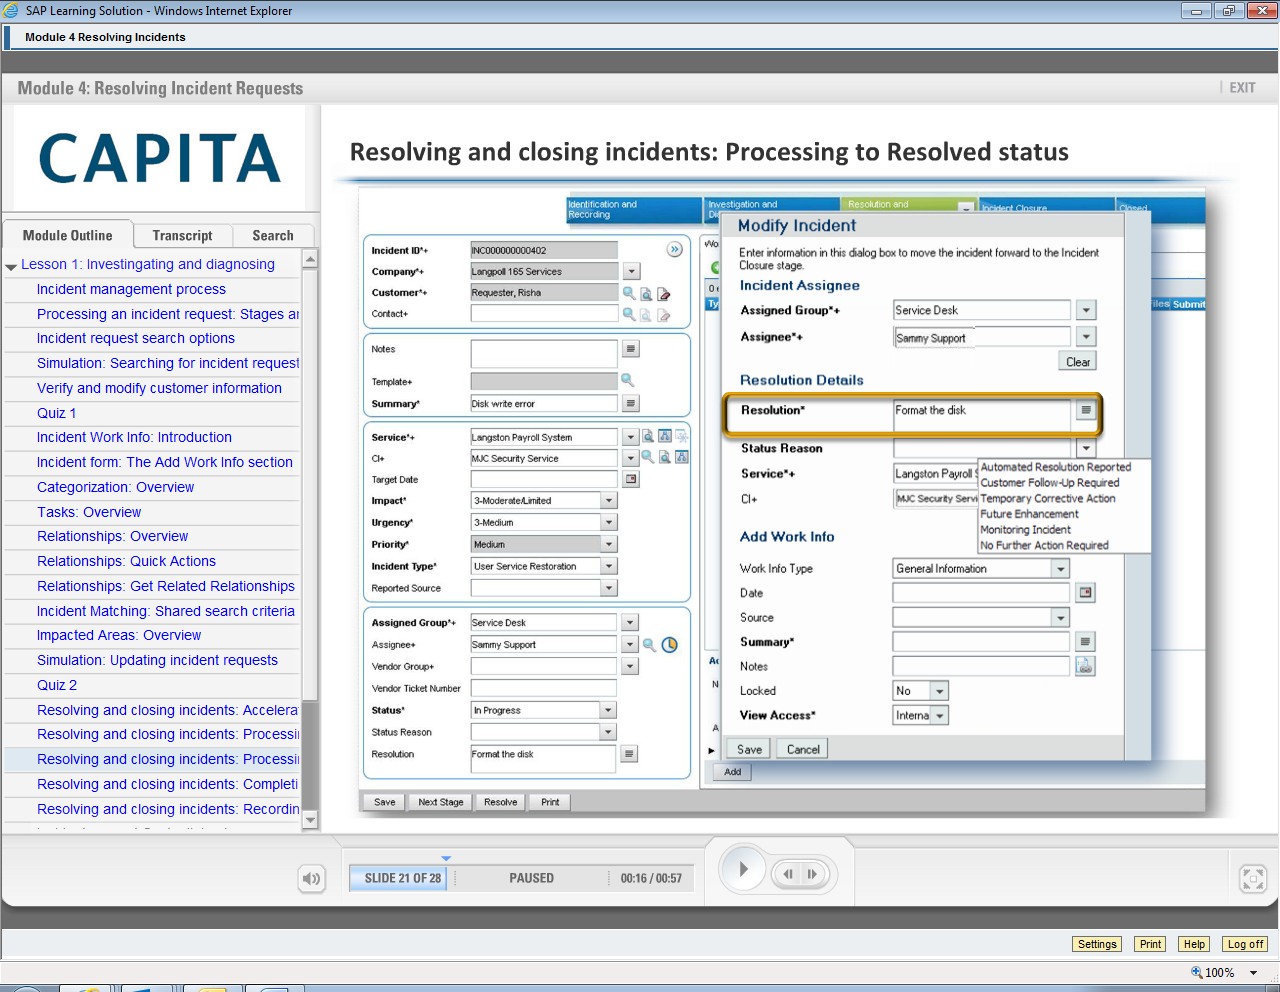 SAP Learning Solution - Windows Internet Explorer
Module 4 Resolving Incidents
Module 4: Resolving Incident Requests
EXIT
CAPITA
Module Outline
Transcript
Search
Lesson 1: Investingating and diagnosing
Incident management process
Processing an incident request: Stages an
Incident request search options
Simulation: Searching for incident request
Verify and modify customer information
Quiz 1
Incident Work Info: Introduction
Incident form: The Add Work Info section
Categorization: Overview
Tasks: Overview
Relationships: Overview
Relationships: Quick Actions
Relationships: Get Related Relationships
Incident Matching: Shared search criteria
Impacted Areas: Overview
Simulation: Updating incident requests
Quiz 2
Resolving and closing incidents: Accelera
Resolving and closing incidents: Processi
Resolving and closing incidents: Processi
Resolving and closing incidents: Completi
Resolving and closing incidents: Recordin
Resolving and closing incidents: Processing to Resolved status
Identification and
Recording
Investigation and
Resolution and
Incident Closure
Closed
Incident ID*+ INC000000000402
Company*+ Langpoll 165 Services
Customer*+ Requester, Risha
Contact+
Notes
Template+
Summary* Disk write error
Service*+ Langston Payroll System
CI+ MJC Security Service
Target Date
Impact* 3-Moderate/Limited
Urgency* 3-Medium
Priority* Medium
Incident Type* User Service Restoration
Reported Source
Assigned Group*+ Service Desk
Assignee+ Sammy Support
Vendor Group+
Vendor Ticket Number
Status* In Progress
Status Reason
Resolution Format the disk
Save Next Stage Resolve Print
Modify Incident
Enter information in this dialog box to move the incident forward to the Incident
Closure stage.
Incident Assignee
Assigned Group*+ Service Desk
Assignee*+ Sammy Support
Clear
Resolution Details
Resolution* Format the disk
Status Reason
Automated Resolution Reported
Customer Follow-Up Required
Temporary Corrective Action
Future Enhancement
Monitoring Incident
No Further Action Required
Service*+ Langston Payroll S
CI+ MJC Security Servi
Add Work Info
Work Info Type General Information
Date
Source
Summary*
Notes
Locked No
View Access* Interna
Save Cancel
Add
Files Submit
SLIDE 21 OF 28
PAUSED
00:16 / 00:57
Settings Print Help Log off
100%